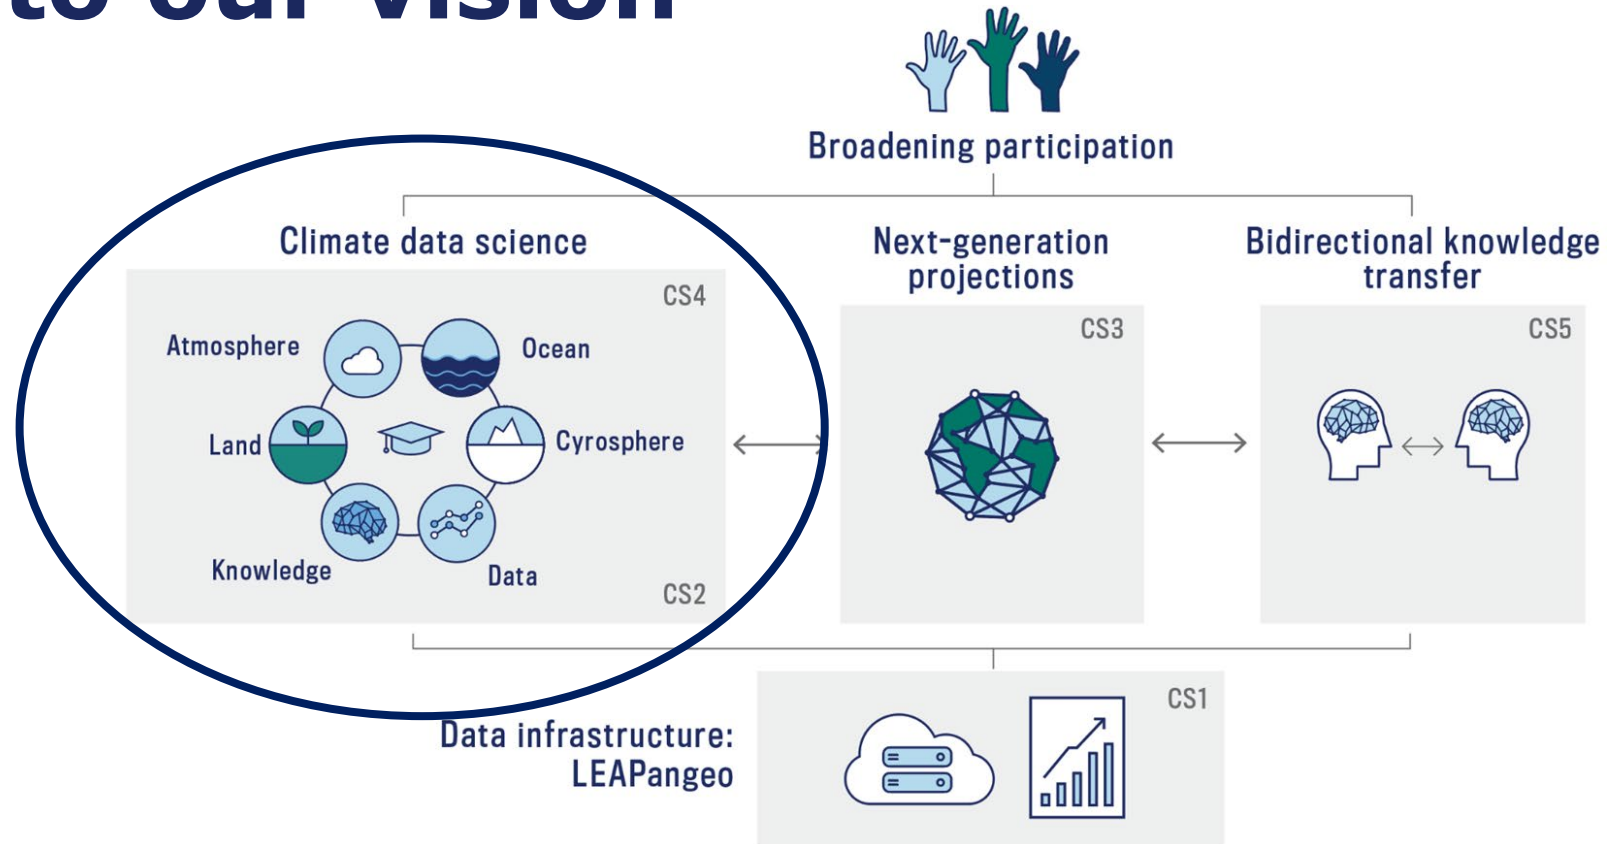 to our vision
Broadening participation
Climate data science
Next-generation
projections
Bidirectional knowledge
transfer
CS4
Atmosphere
Ocean
Land
Cyrosphere
Knowledge
Data
CS2
CS3
CS5
Data infrastructure:
LEAPangeo
CS1